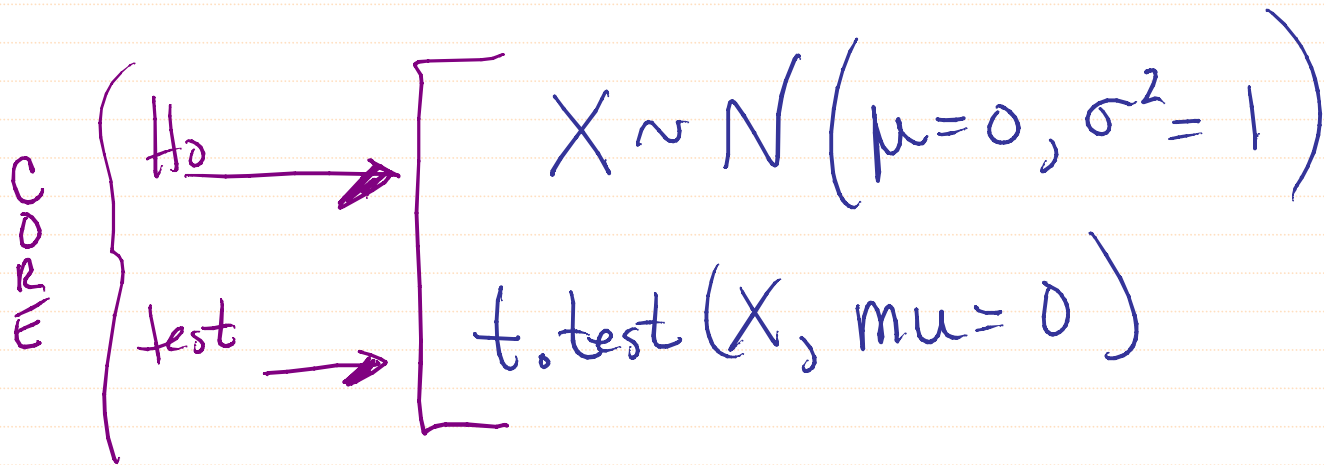 CORE
H₀ → X ~ N(μ=0, σ²=1)
test → t.test(X, mu=0)